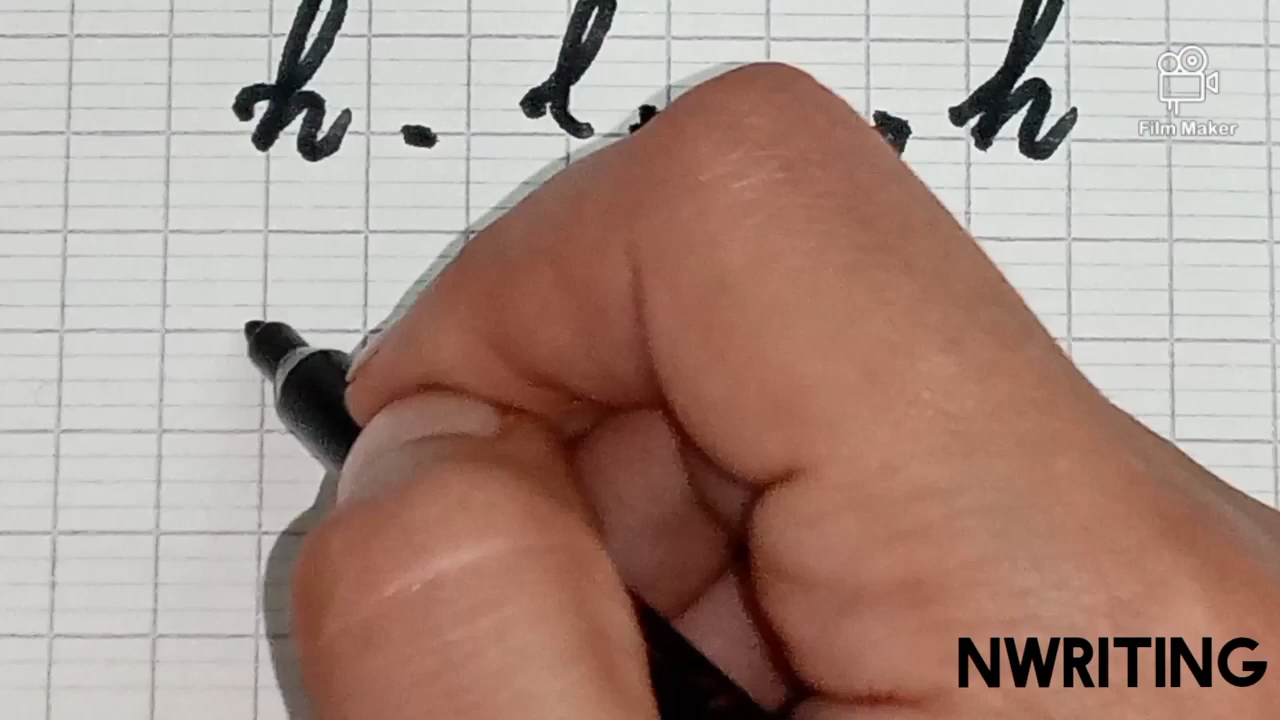 h . l . . h
Film Maker
NWRITING